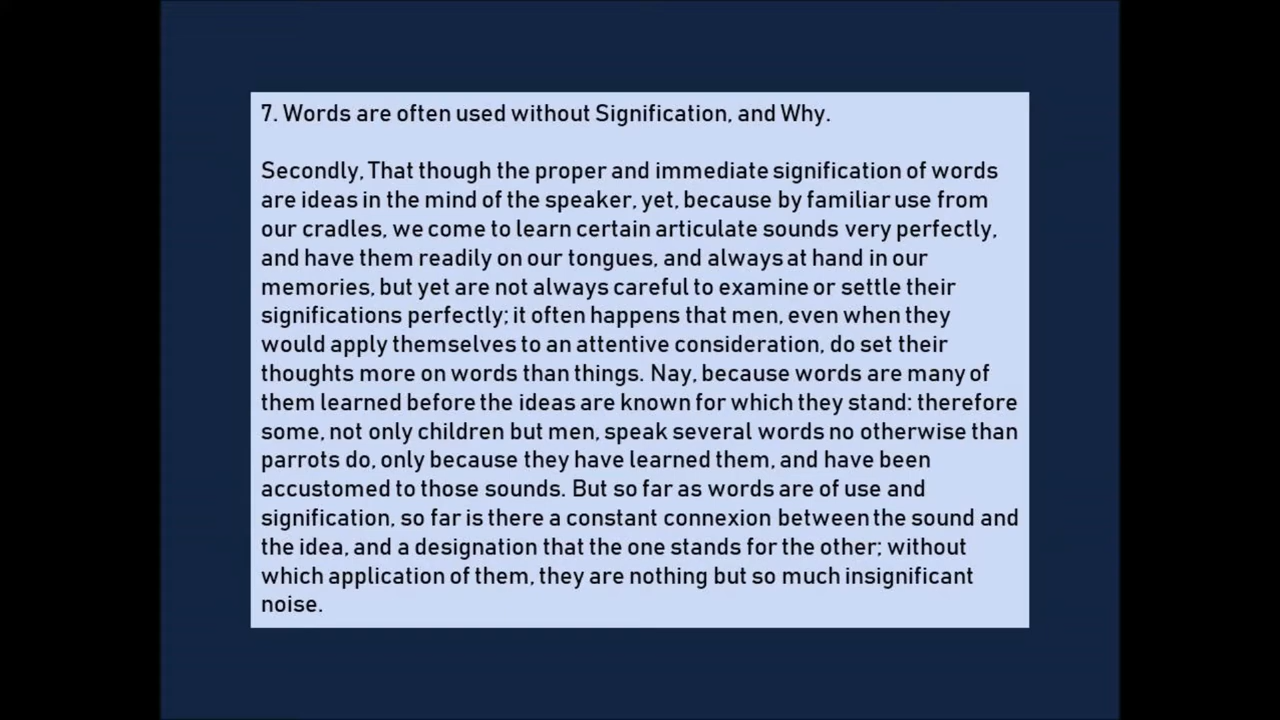 7. Words are often used without Signification, and Why.
Secondly, That though the proper and immediate signification of words
are ideas in the mind of the speaker, yet, because by familiar use from
our cradles, we come to learn certain articulate sounds very perfectly,
and have them readily on our tongues, and always at hand in our
memories, but yet are not always careful to examine or settle their
significations perfectly; it often happens that men, even when they
would apply themselves to an attentive consideration, do set their
thoughts more on words than things. Nay, because words are many of
them learned before the ideas are known for which they stand: therefore
some, not only children but men, speak several words no otherwise than
parrots do, only because they have learned them, and have been
accustomed to those sounds. But so far as words are of use and
signification, so far is there a constant connexion between the sound and
the idea, and a designation that the one stands for the other; without
which application of them, they are nothing but so much insignificant
noise.